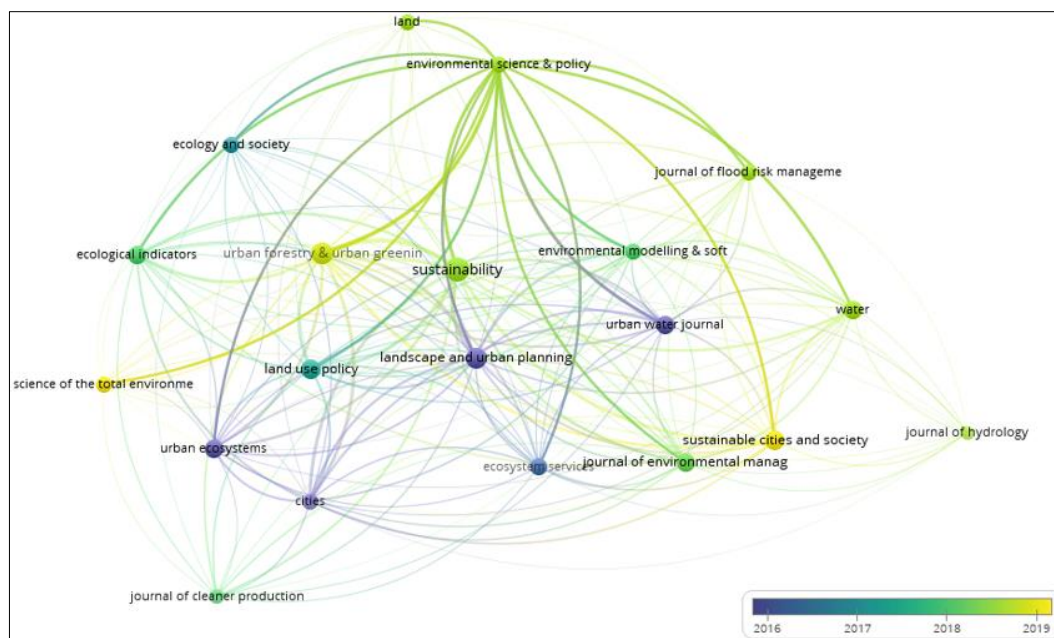 land
environmental science & policy
ecology and society
journal of flood risk manageme
ecological indicators
urban forestry & urban greenin
environmental modelling & soft
sustainability
water
urban water journal
landscape and urban planning
land use policy
science of the total environme
urban ecosystems
sustainable cities and society
journal of hydrology
ecosystem services
journal of environmental manag
cities
journal of cleaner production
2016 2017 2018 2019